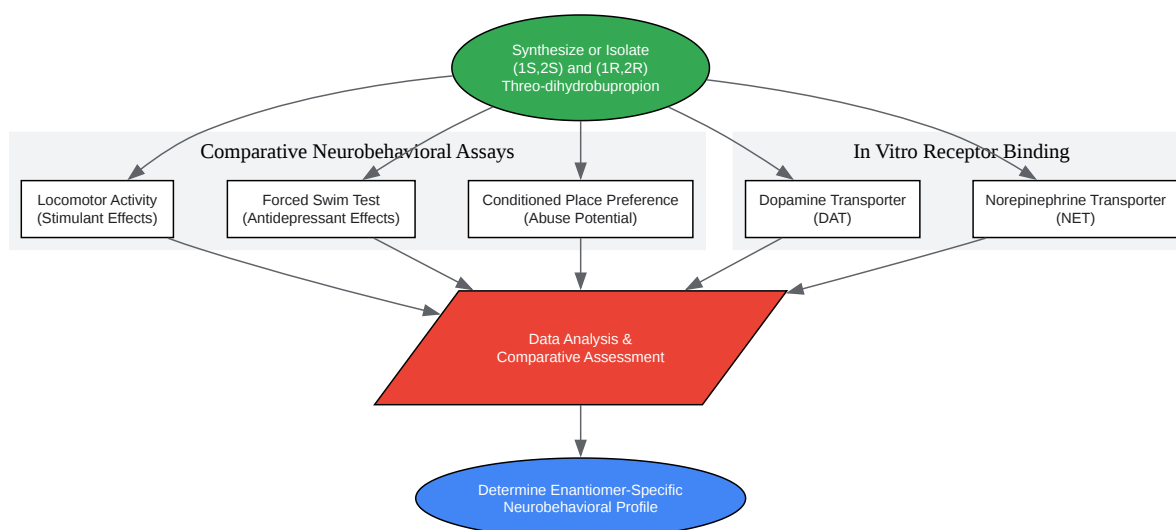 Synthesize or Isolate
(1S,2S) and (1R,2R)
Threo-dihydrobupropion
Comparative Neurobehavioral Assays
In Vitro Receptor Binding
Locomotor Activity
(Stimulant Effects)
Forced Swim Test
(Antidepressant Effects)
Conditioned Place Preference
(Abuse Potential)
Dopamine Transporter
(DAT)
Norepinephrine Transporter
(NET)
Data Analysis &
Comparative Assessment
Determine Enantiomer-Specific
Neurobehavioral Profile